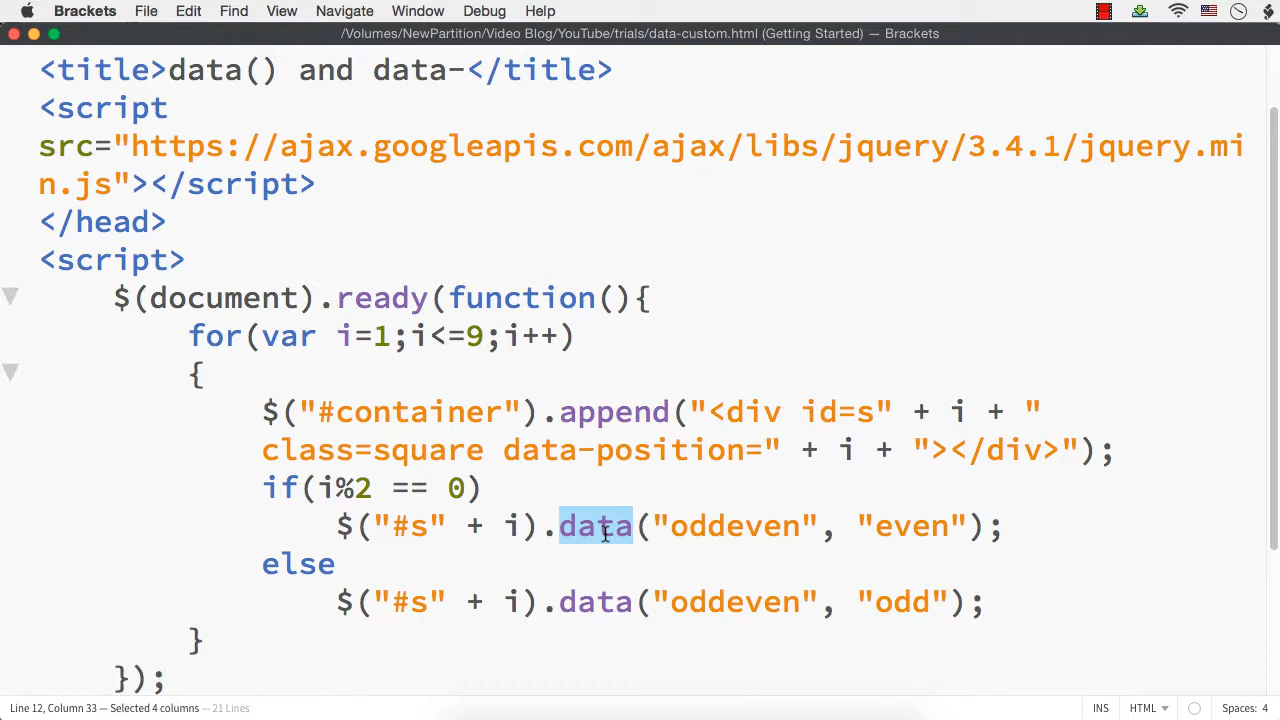 Brackets File Edit Find View Navigate Window Debug Help
/Volumes/NewPartition/Video Blog/YouTube/trials/data-custom.html (Getting Started) — Brackets
<title>data() and data-</title>
<script
src="https://ajax.googleapis.com/ajax/libs/jquery/3.4.1/jquery.mi
n.js"></script>
</head>
<script>
$(document).ready(function(){
for(var i=1;i<=9;i++)
{
$("#container").append("<div id=s" + i + "
class=square data-position=" + i + "></div>");
if(i%2 == 0)
$("#s" + i).data("oddeven", "even");
else
$("#s" + i).data("oddeven", "odd");
}
});
Line 12, Column 33 — Selected 4 columns — 21 Lines INS HTML Spaces: 4